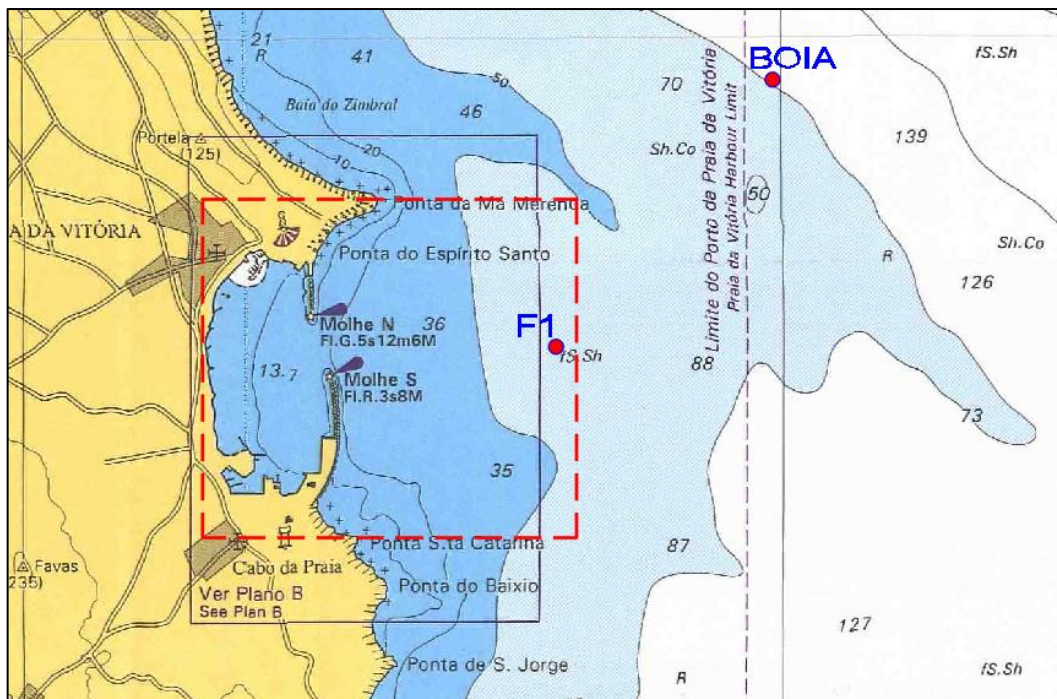 21
R
41
50
70
BOIA
fS.Sh
Baía do Zimbral
46
139
Portela
(125)
20
10
Sh.Co
60
Limite do Porto da Praia da Vitória
Praia da Vitória Harbour Limit
Ponta da Má Merenda
A DA VITÓRIA
Ponta do Espírito Santo
Sh.Co
R
126
Molhe N
Fl.G.5s12m6M
36
F1
fS.Sh
13.7
Molhe S
Fl.R.3s8M
88
73
35
Ponta S.ta Catarina
87
Favas
235)
Cabo da Praia
Ponta do Baixio
Ver Plano B
See Plan B
127
Ponta de S. Jorge
R
fS.Sh